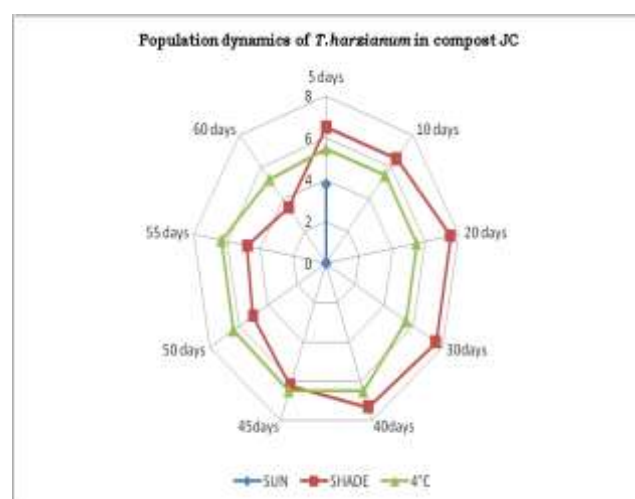 Population dynamics of T.harzianum in compost JC
5 days
8
60 days
10 days
6
4
55 days
20 days
2
0
50 days
30days
45days
40days
SUN SHADE 4°C